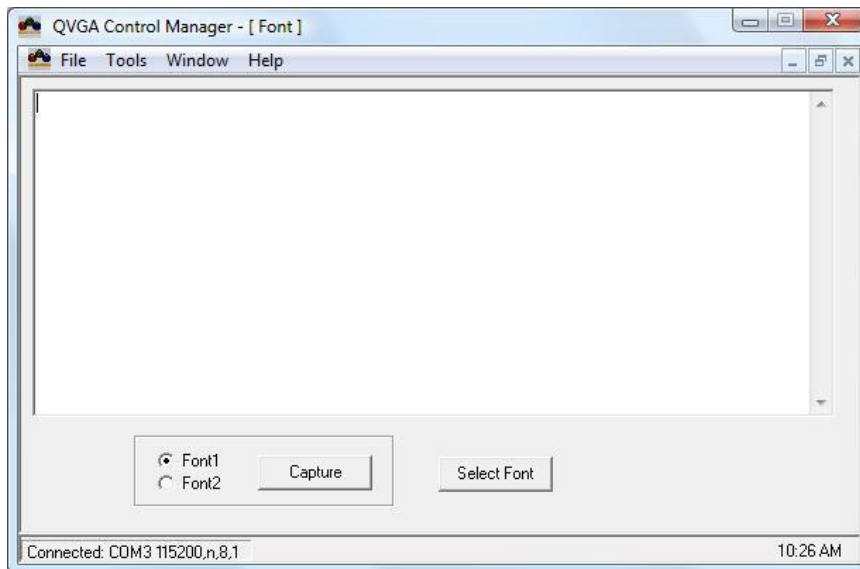 QVGA Control Manager - [ Font ]
File Tools Window Help
Font1
Font2
Capture
Select Font
Connected: COM3 115200,n,8,1
10:26 AM